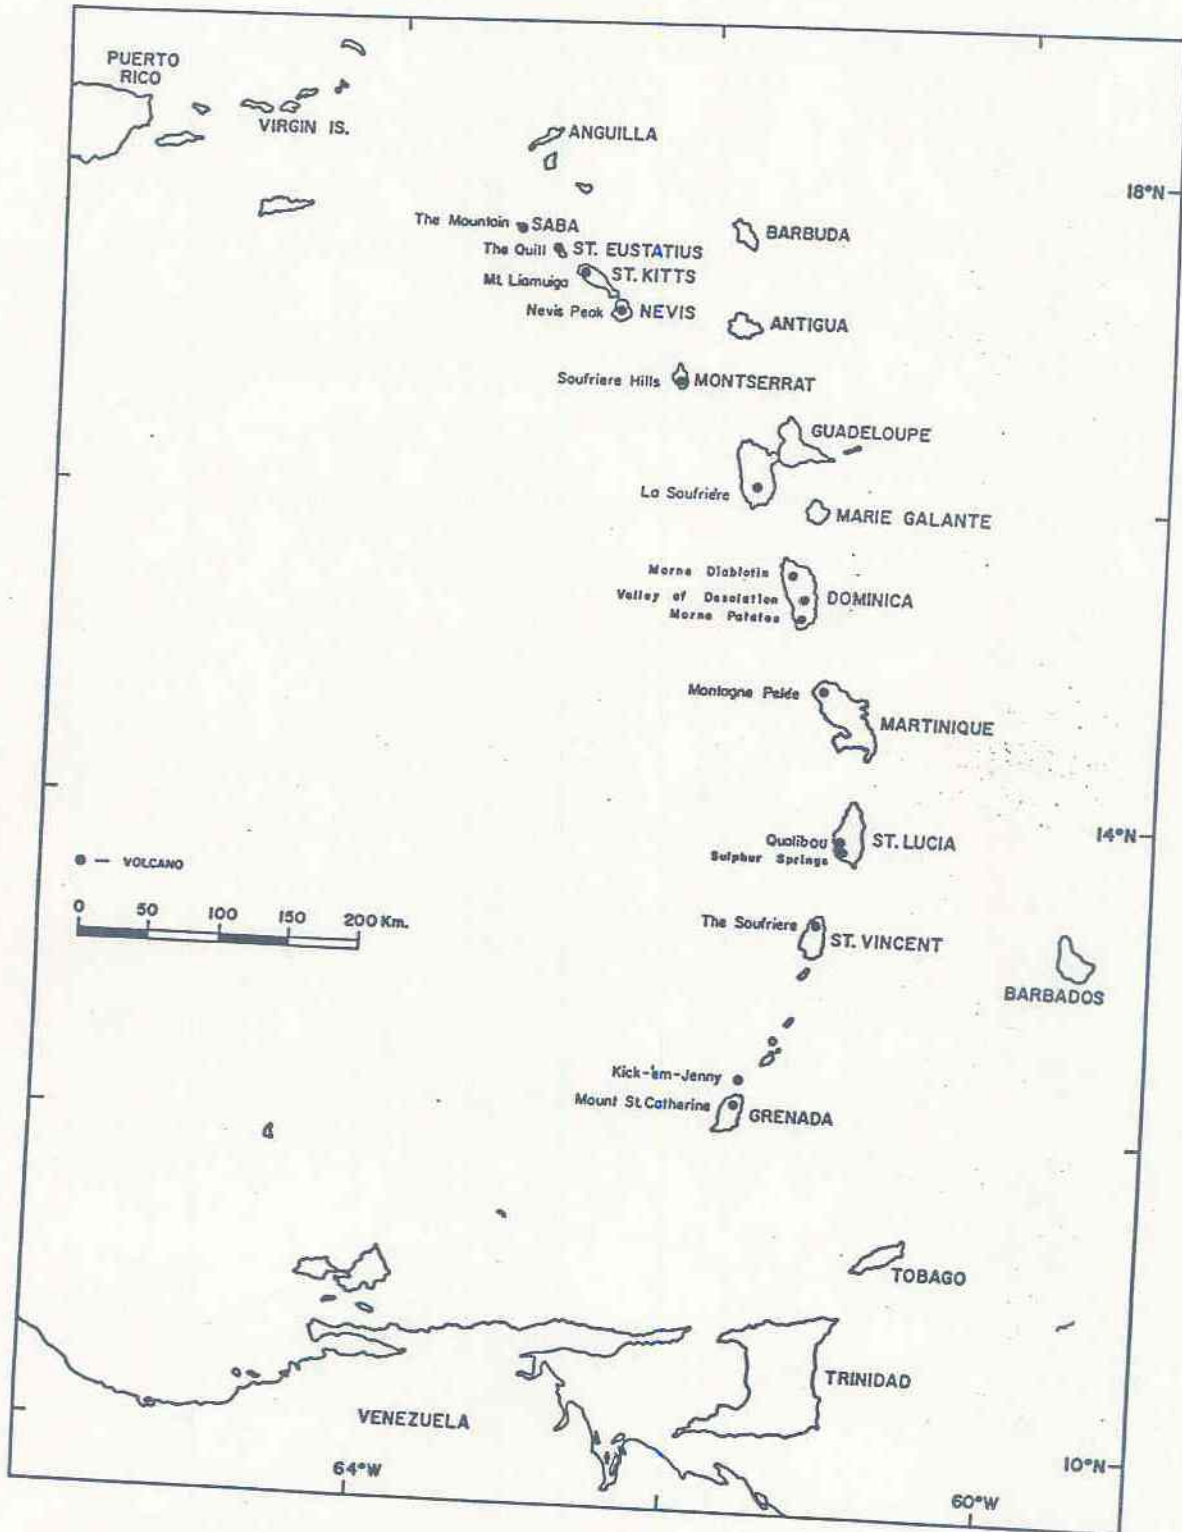 PUERTO
RICO
VIRGIN IS.
ANGUILLA
18°N
The Mountain SABA
BARBUDA
The Quill ST. EUSTATIUS
Mt. Liamuiga ST. KITTS
Nevis Peak NEVIS
ANTIGUA
Soufriere Hills MONTSERRAT
GUADELOUPE
La Soufriére
MARIE GALANTE
Morne Diablotin
Valley of Desolation DOMINICA
Morne Patates
Montagne Pelée
MARTINIQUE
14°N
Qualibou ST. LUCIA
Sulphur Springs
— VOLCANO
0 50 100 150 200 Km.
The Soufriere
ST. VINCENT
BARBADOS
Kick-'em-Jenny
Mount St. Catherine GRENADA
TOBAGO
TRINIDAD
VENEZUELA
10°N
64°W
60°W